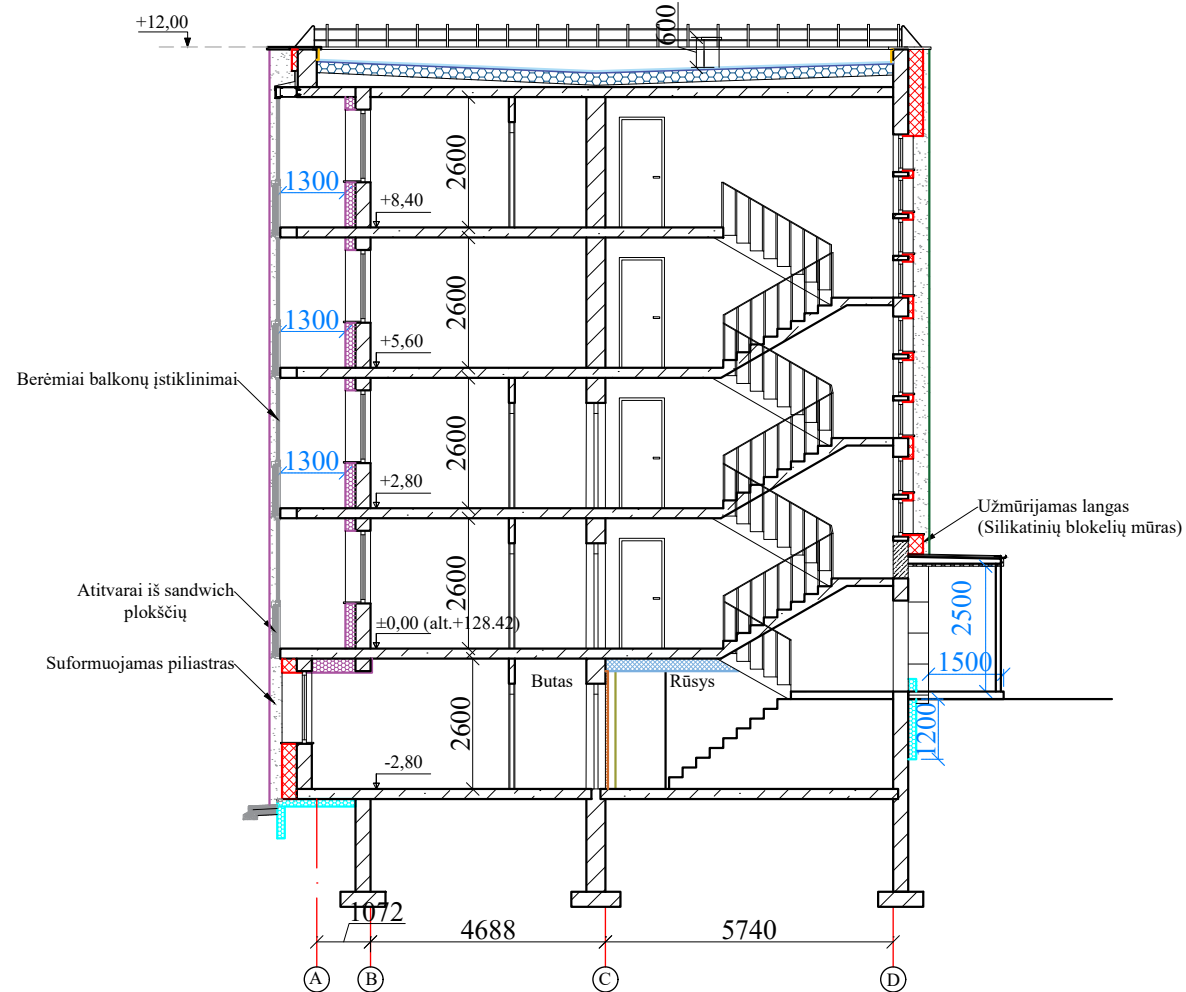 +12,00
600
1300
2600
+8,40
1300
2600
+5,60
Berėmiai balkonų įstiklinimai
1300
2600
+2,80
Užmūrijamas langas
(Silikatinių blokelių mūras)
Atitvarai iš sandwich
plokščių
2600
±0,00 (alt.+128.42)
2500
1500
Suformuojamas piliastras
Butas
Rūsys
2600
1200
-2,80
1072
4688
5740
A
B
C
D